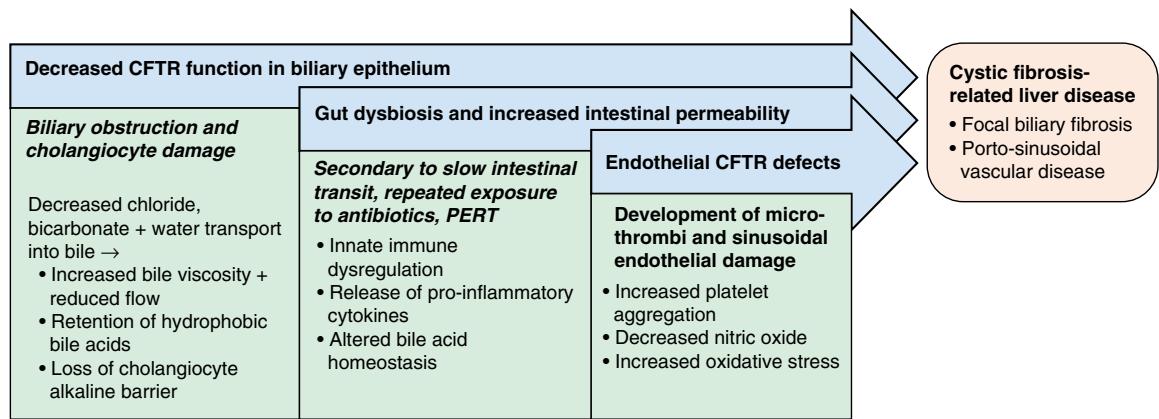 Decreased CFTR function in biliary epithelium
Biliary obstruction and
cholangiocyte damage
Decreased chloride,
bicarbonate + water transport
into bile →
• Increased bile viscosity +
reduced flow
• Retention of hydrophobic
bile acids
• Loss of cholangiocyte
alkaline barrier
Gut dysbiosis and increased intestinal permeability
Secondary to slow intestinal
transit, repeated exposure
to antibiotics, PERT
• Innate immune
dysregulation
• Release of pro-inflammatory
cytokines
• Altered bile acid
homeostasis
Endothelial CFTR defects
Development of micro-
thrombi and sinusoidal
endothelial damage
• Increased platelet
aggregation
• Decreased nitric oxide
• Increased oxidative stress
Cystic fibrosis-
related liver disease
• Focal biliary fibrosis
• Porto-sinusoidal
vascular disease